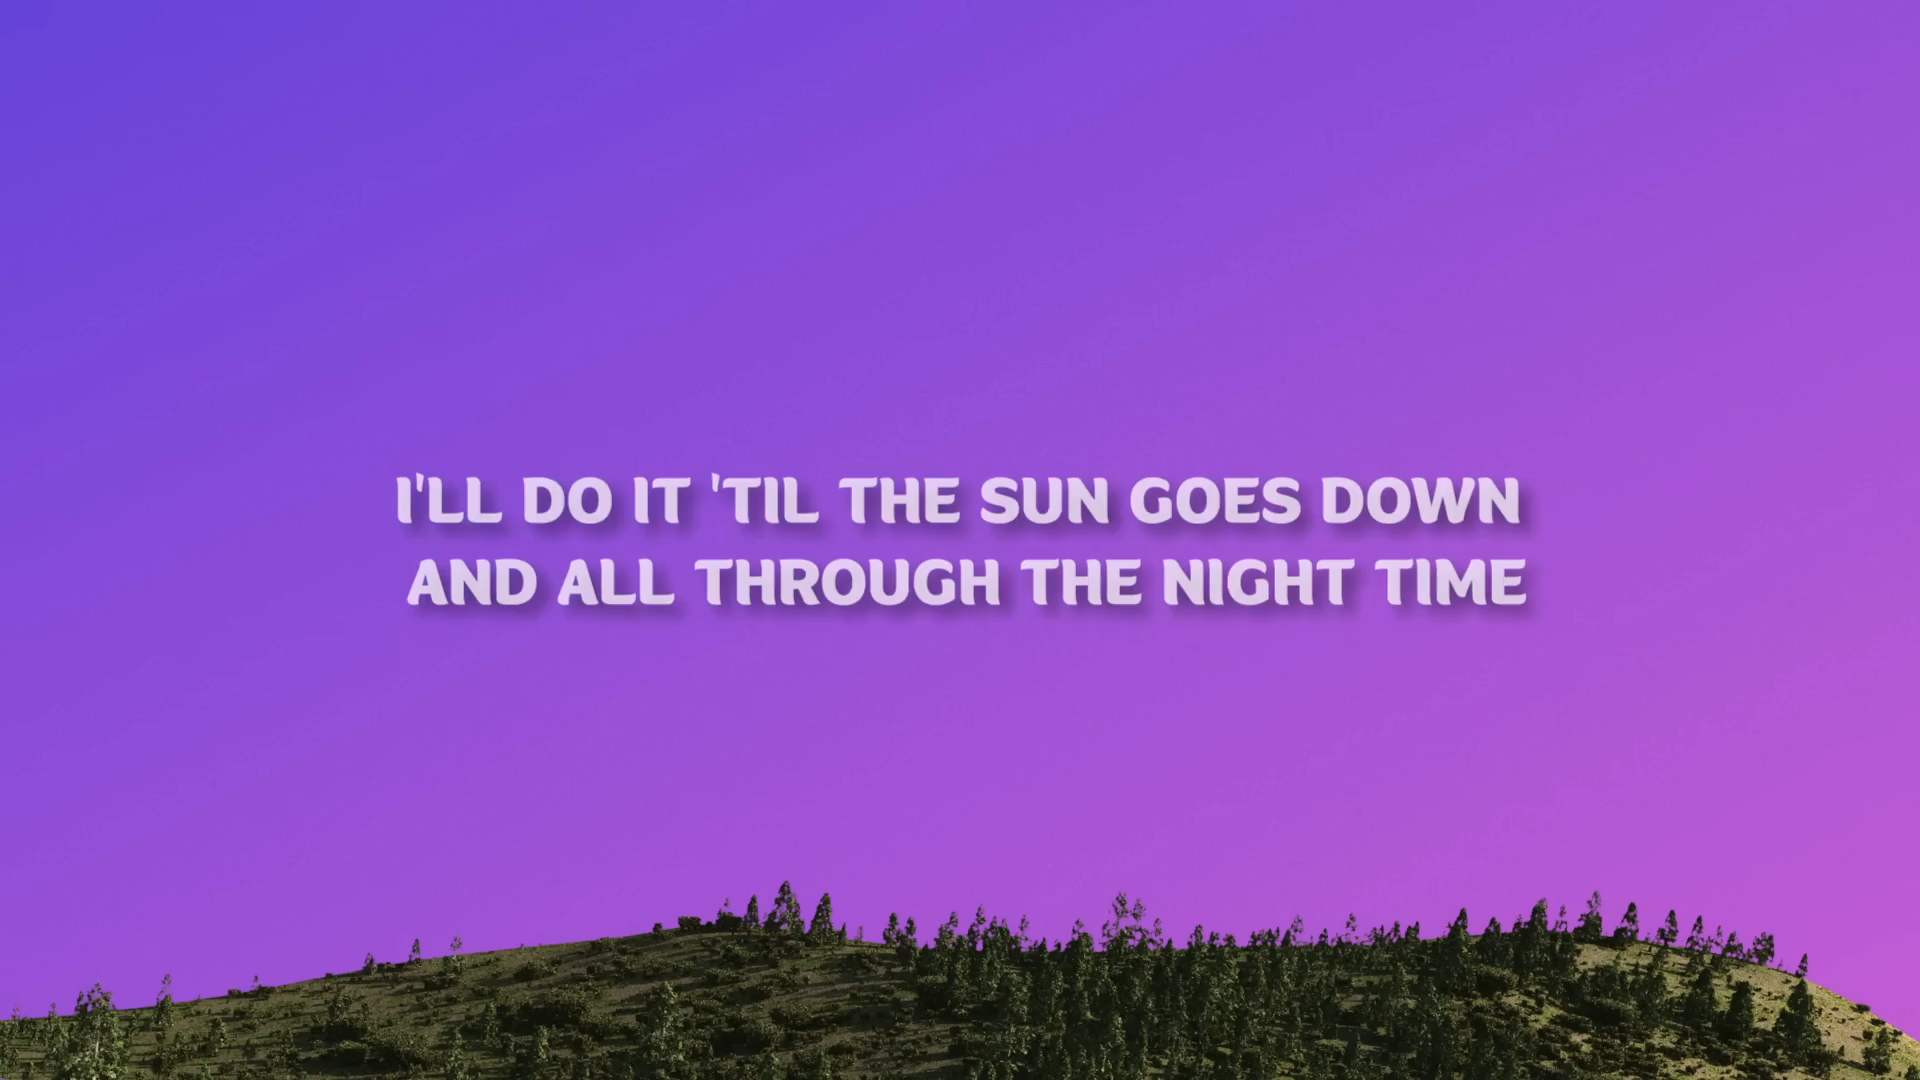 I'LL DO IT 'TIL THE SUN GOES DOWN
AND ALL THROUGH THE NIGHT TIME